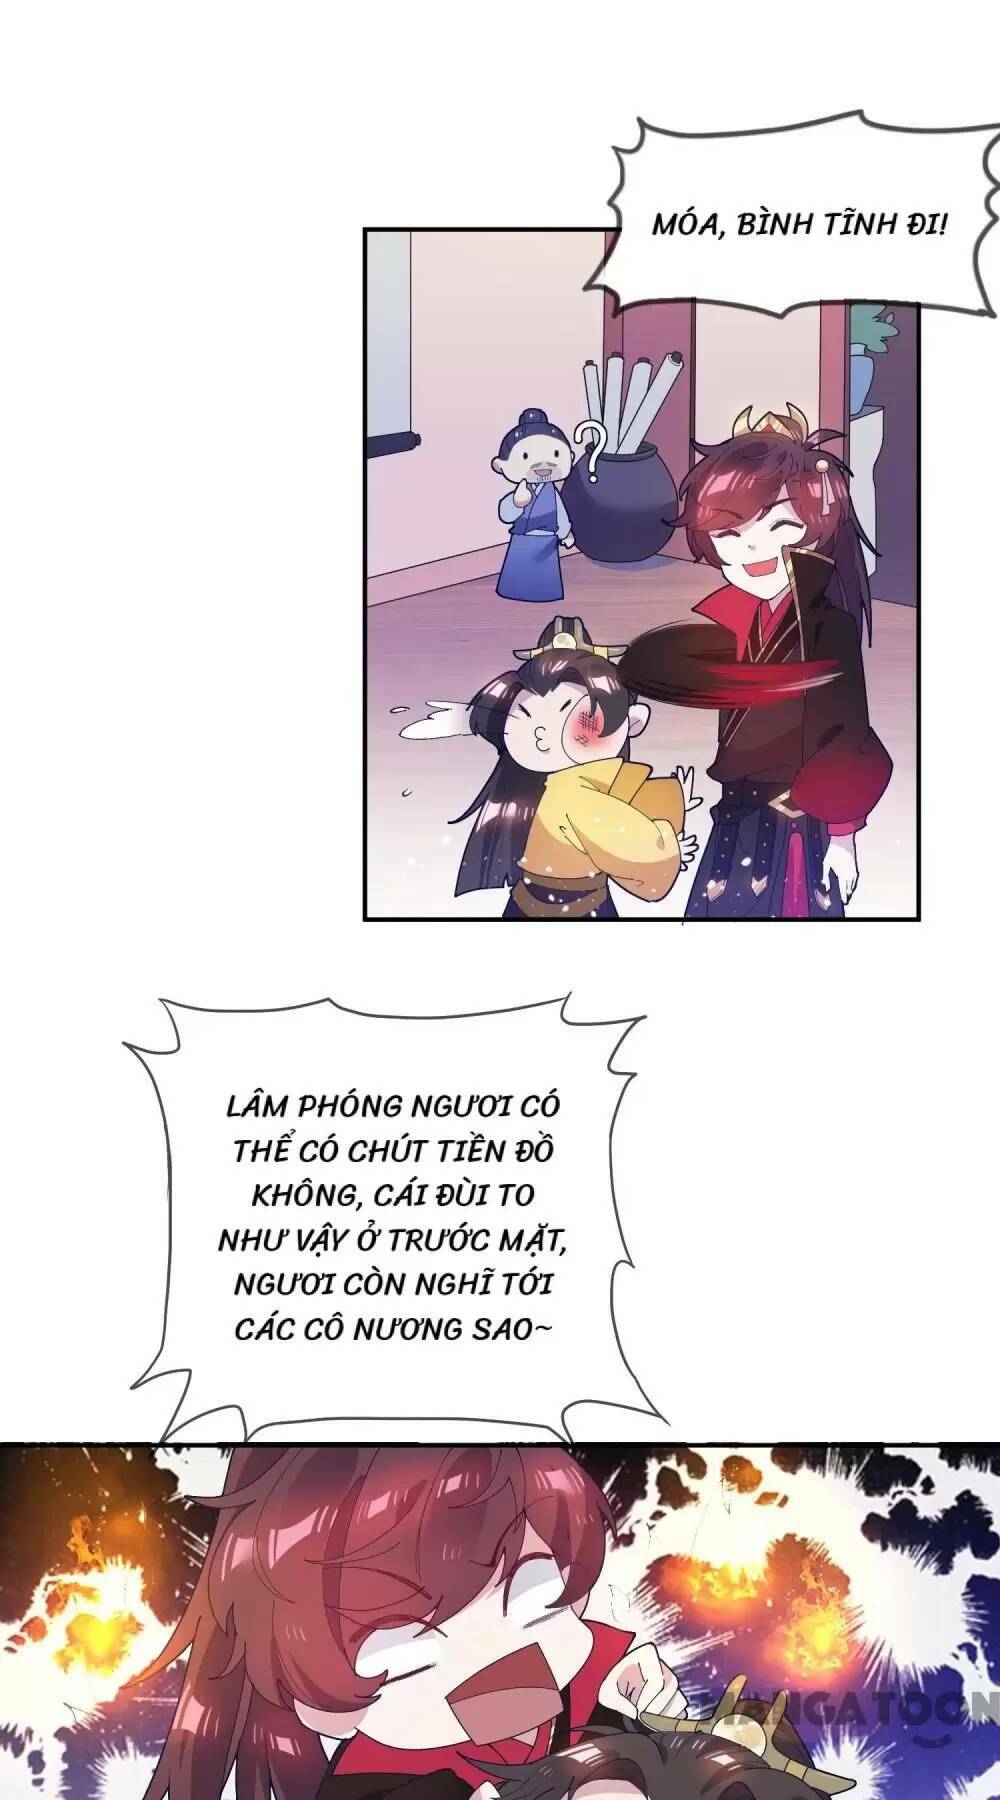 MÓA, BÌNH TĨNH ĐI!
?
LÂM PHÓNG NGƯƠI CÓ
THỂ CÓ CHÚT TIỀN ĐỒ
KHÔNG, CÁI ĐÙI TO
NHƯ VẬY Ở TRƯỚC MẶT,
NGƯƠI CÒN NGHĨ TỚI
CÁC CÔ NƯƠNG SAO~
MANGATOON